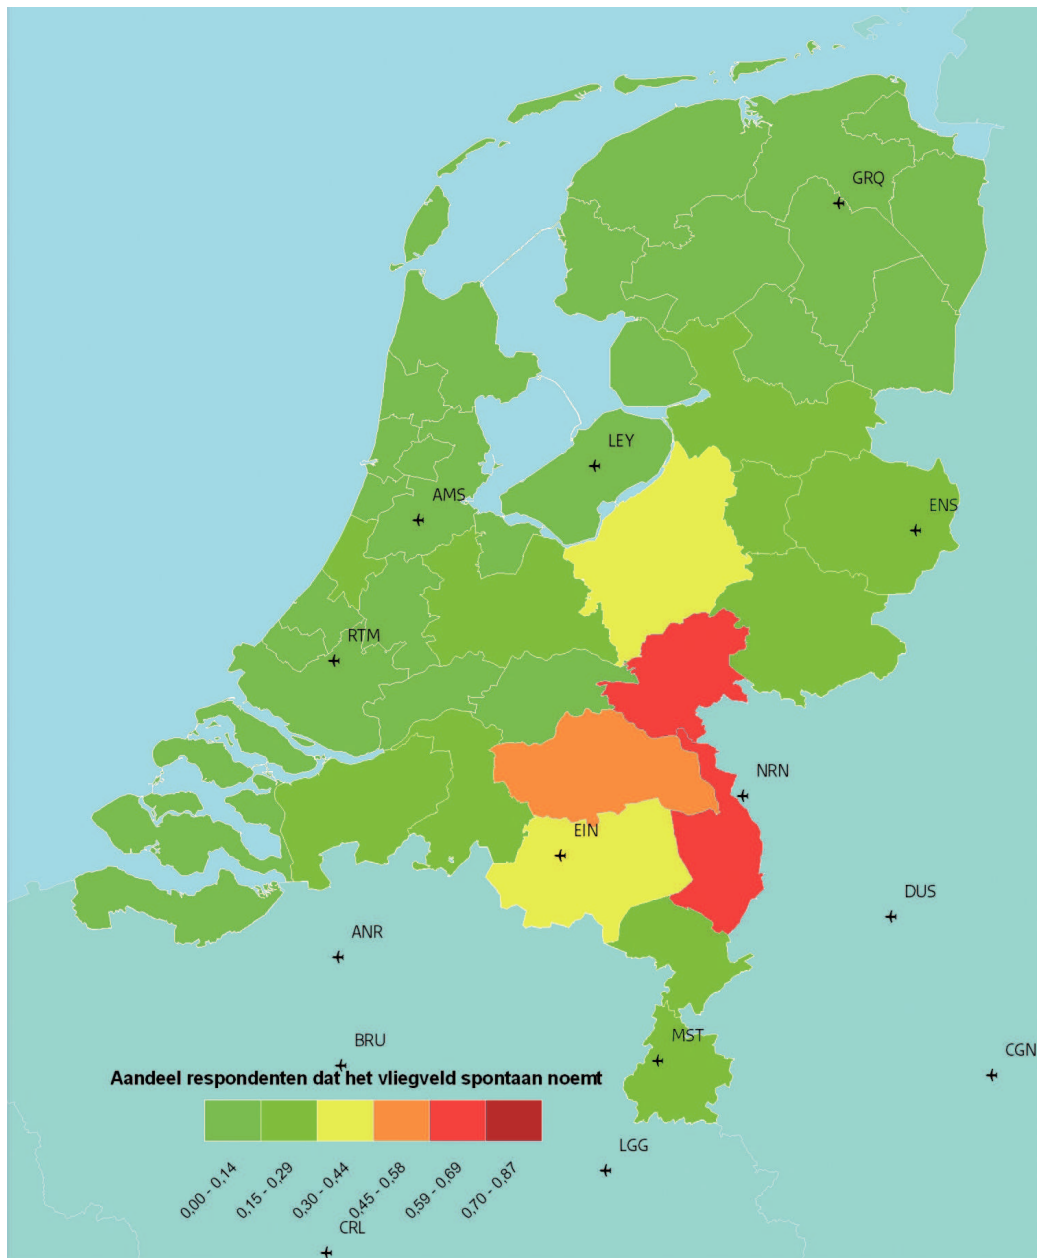 GRQ
LEY
AMS
ENS
RTM
NRN
EIN
DUS
ANR
BRU
MST
CGN
Aandeel respondenten dat het vliegveld spontaan noemt
0,00 - 0,14
0,15 - 0,29
0,30 - 0,44
0,45 - 0,58
0,59 - 0,69
0,70 - 0,87
LGG
CRL